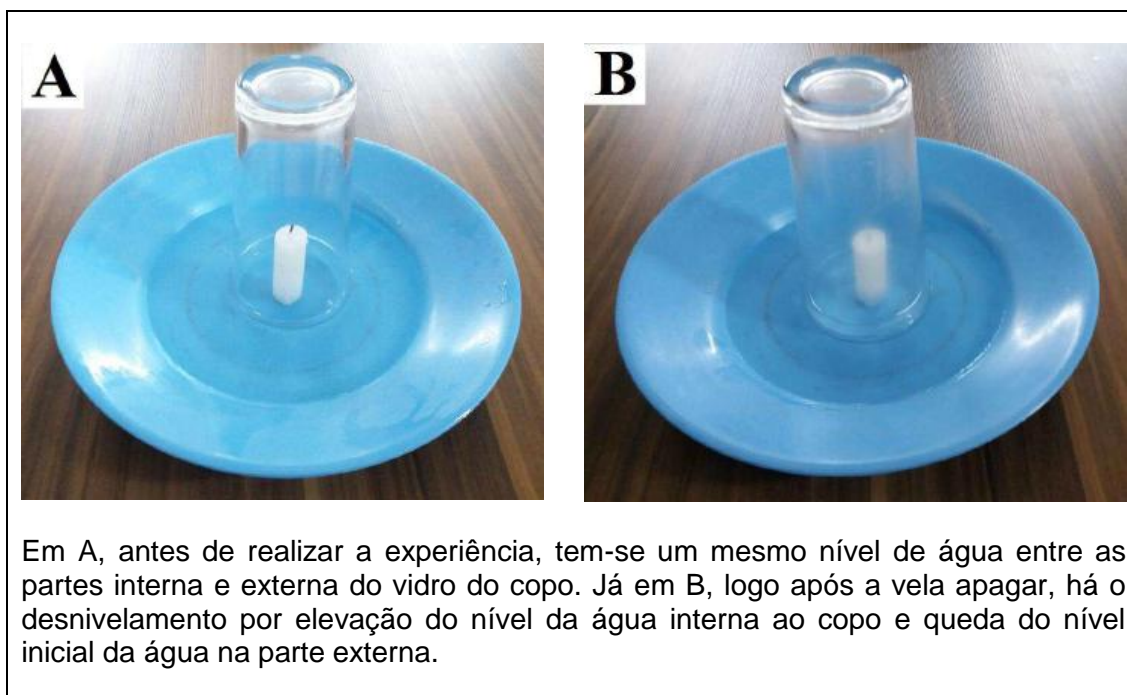 A
B
Em A, antes de realizar a experiência, tem-se um mesmo nível de água entre as
partes interna e externa do vidro do copo. Já em B, logo após a vela apagar, há o
desnivelamento por elevação do nível da água interna ao copo e queda do nível
inicial da água na parte externa.